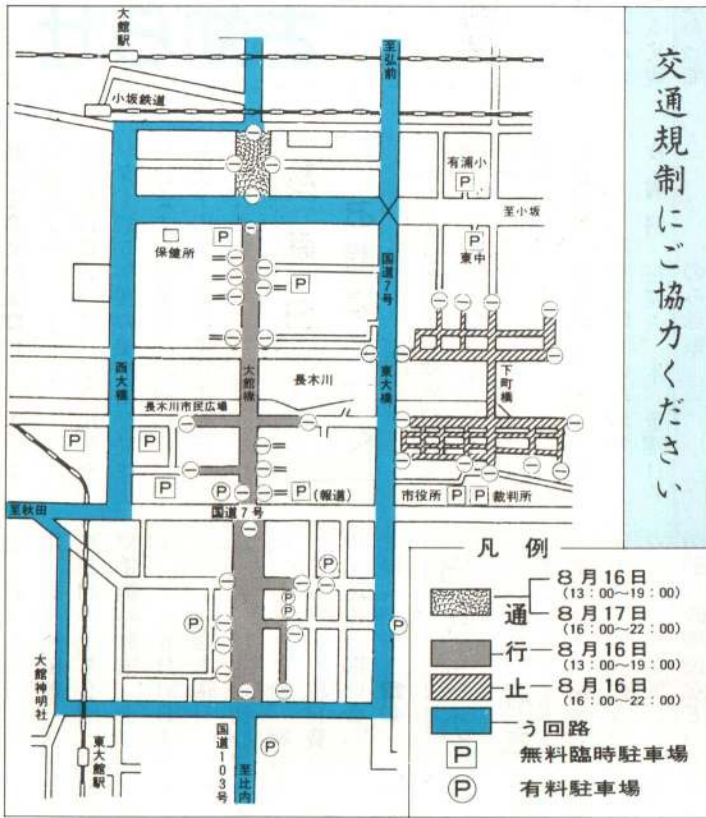 交通規制にご協力ください
大館駅
小坂鉄道
至弘前
有浦小
P
至小坂
P
東中
保健所
P
P
国道7号
西大橋
大館橋
長木川
東大橋
下町橋
長木川市民広場
P
P
P
P
P(報道)
市役所 P P 裁判所
至秋田
国道7号
P
P
P
P
P
大館神明社
東大館駅
国道103号
至比内
P
凡例
通行止
8月16日
(13:00~19:00)
8月17日
(16:00~22:00)
8月16日
(13:00~19:00)
8月16日
(16:00~22:00)
う回路
P 無料臨時駐車場
P 有料駐車場